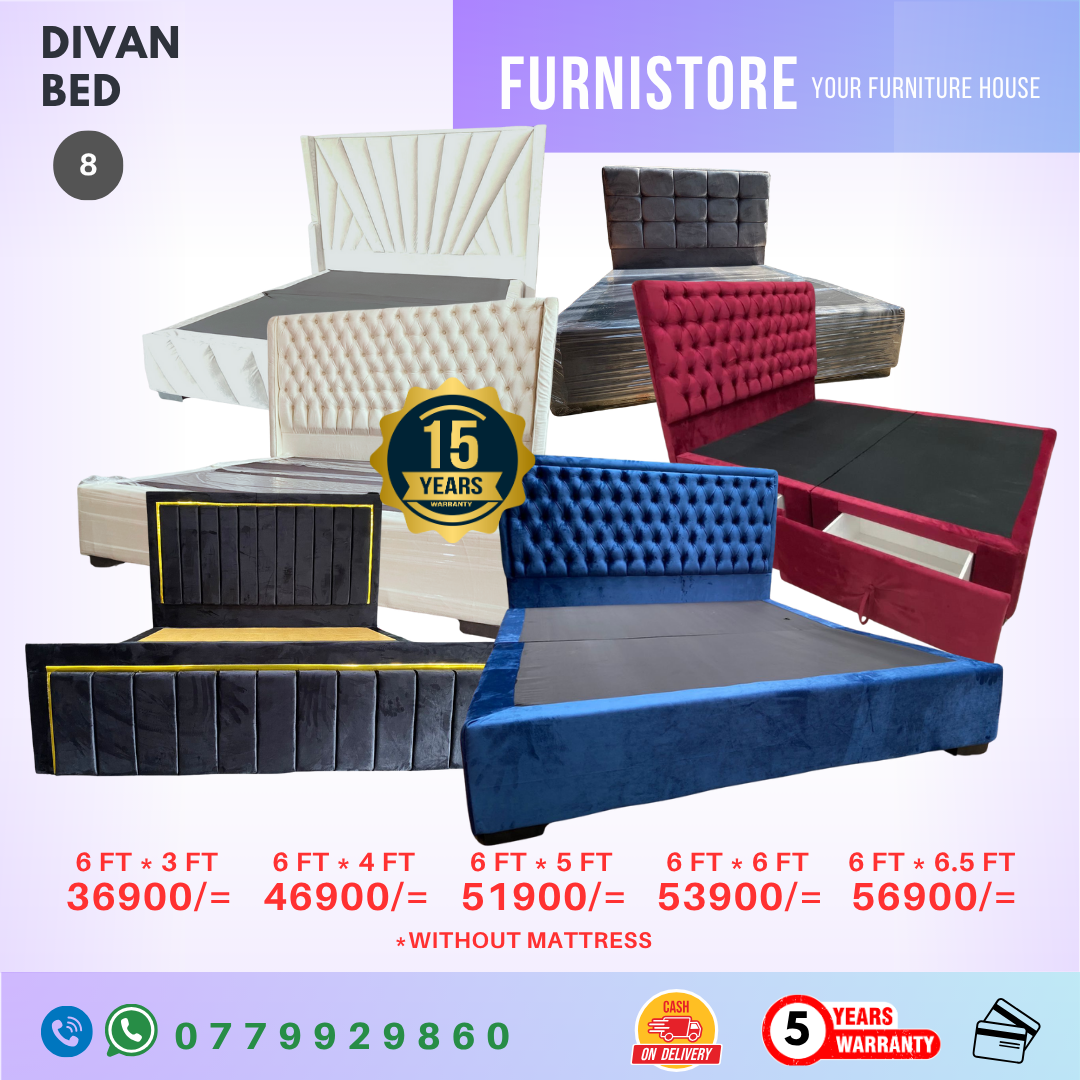 DIVAN
BED
8
FURNISTORE YOUR FURNITURE HOUSE
15
YEARS
WARRANTY
6 FT * 3 FT
36900/=
6 FT * 4 FT
46900/=
6 FT * 5 FT
51900/=
6 FT * 6 FT
53900/=
6 FT * 6.5 FT
56900/=
*WITHOUT MATTRESS
0779929860
CASH
ON DELIVERY
5 YEARS
WARRANTY